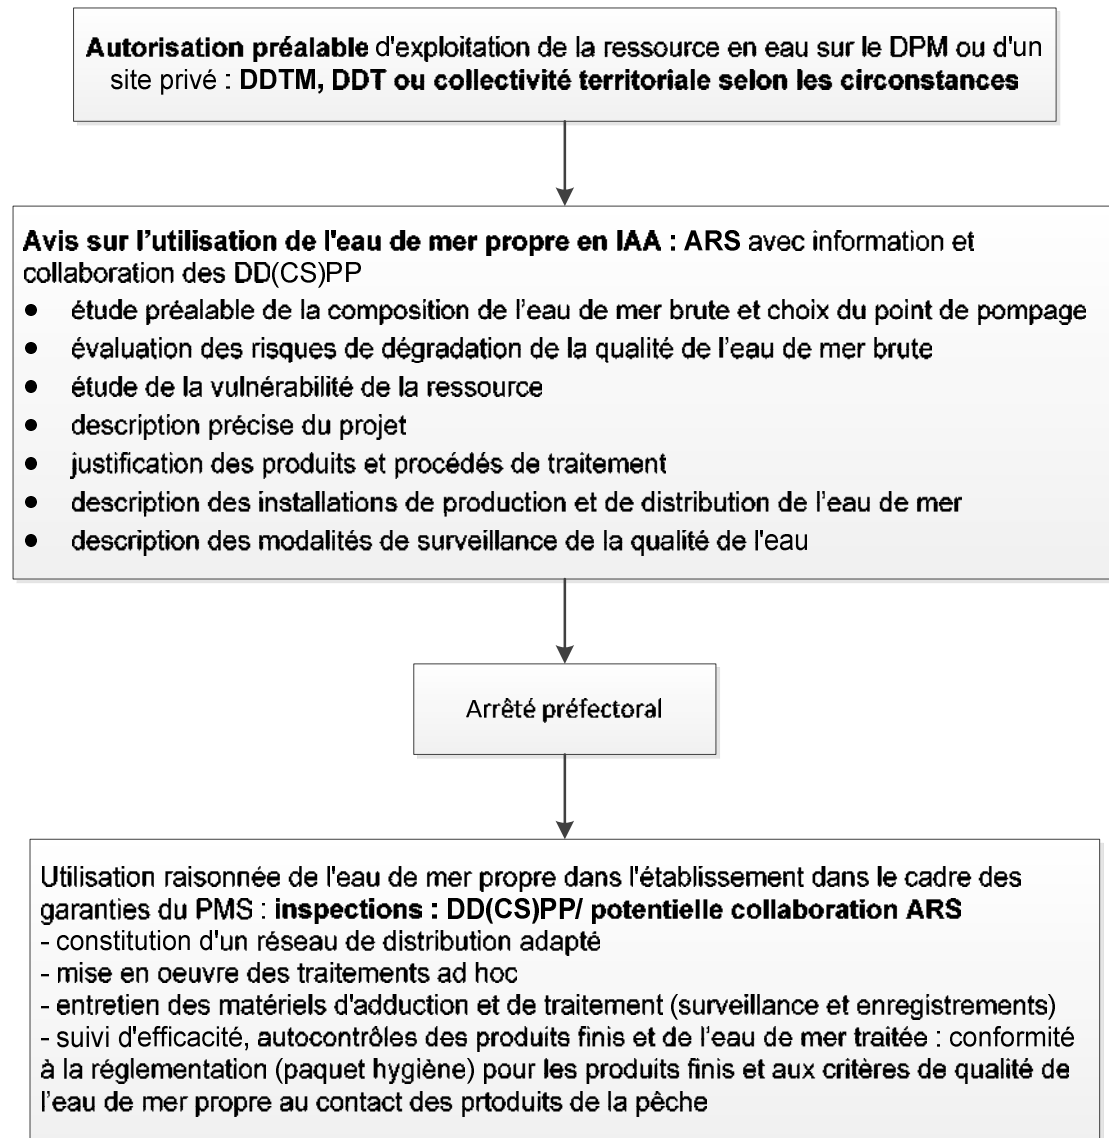 Autorisation préalable d'exploitation de la ressource en eau sur le DPM ou d'un
site privé : DDTM, DDT ou collectivité territoriale selon les circonstances
Avis sur l’utilisation de l'eau de mer propre en IAA : ARS avec information et
collaboration des DD(CS)PP
• étude préalable de la composition de l’eau de mer brute et choix du point de pompage
• évaluation des risques de dégradation de la qualité de l’eau de mer brute
• étude de la vulnérabilité de la ressource
• description précise du projet
• justification des produits et procédés de traitement
• description des installations de production et de distribution de l’eau de mer
• description des modalités de surveillance de la qualité de l'eau
Arrêté préfectoral
Utilisation raisonnée de l'eau de mer propre dans l'établissement dans le cadre des
garanties du PMS : inspections : DD(CS)PP/ potentielle collaboration ARS
- constitution d'un réseau de distribution adapté
- mise en oeuvre des traitements ad hoc
- entretien des matériels d'adduction et de traitement (surveillance et enregistrements)
- suivi d'efficacité, autocontrôles des produits finis et de l’eau de mer traitée : conformité
à la réglementation (paquet hygiène) pour les produits finis et aux critères de qualité de
l’eau de mer propre au contact des prtoduits de la pêche